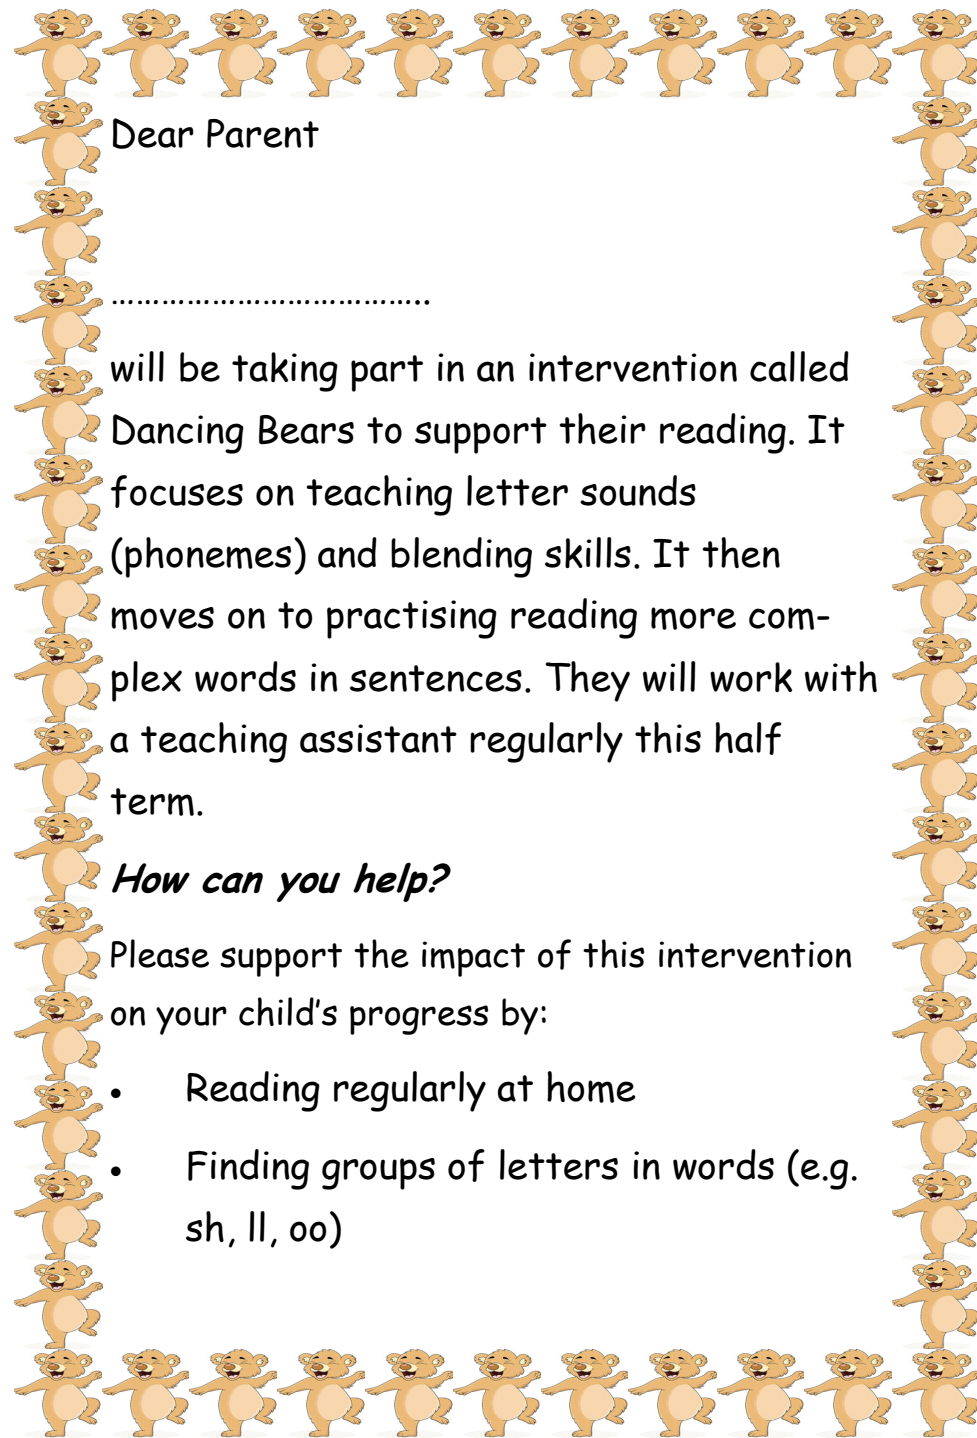 Dear Parent
…………………………………..
will be taking part in an intervention called
Dancing Bears to support their reading. It
focuses on teaching letter sounds
(phonemes) and blending skills. It then
moves on to practising reading more com-
plex words in sentences. They will work with
a teaching assistant regularly this half
term.
How can you help?
Please support the impact of this intervention
on your child’s progress by:
• Reading regularly at home
• Finding groups of letters in words (e.g.
sh, ll, oo)